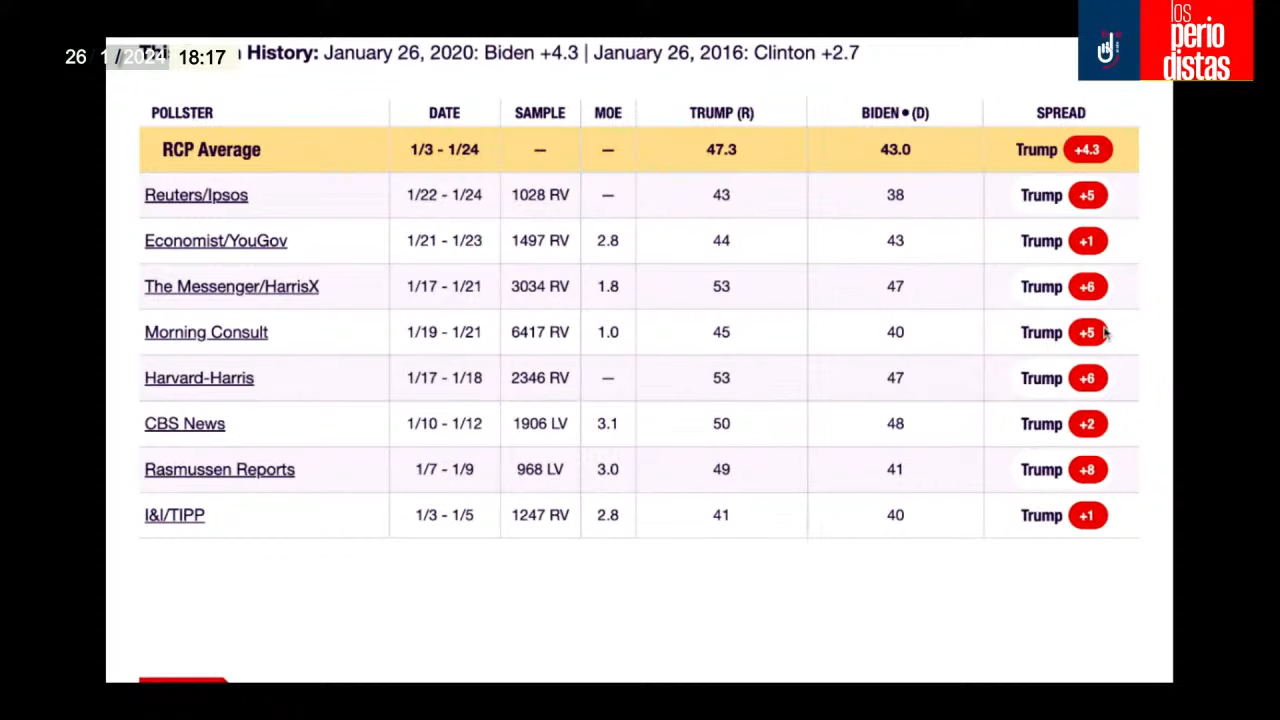 26/1/2024 18:17
History: January 26, 2020: Biden +4.3 | January 26, 2016: Clinton +2.7
los
perio
distas
POLLSTER DATE SAMPLE MOE TRUMP (R) BIDEN • (D) SPREAD
RCP Average 1/3 - 1/24 — — 47.3 43.0 Trump +4.3
Reuters/Ipsos 1/22 - 1/24 1028 RV — 43 38 Trump +5
Economist/YouGov 1/21 - 1/23 1497 RV 2.8 44 43 Trump +1
The Messenger/HarrisX 1/17 - 1/21 3034 RV 1.8 53 47 Trump +6
Morning Consult 1/19 - 1/21 6417 RV 1.0 45 40 Trump +5
Harvard-Harris 1/17 - 1/18 2346 RV — 53 47 Trump +6
CBS News 1/10 - 1/12 1906 LV 3.1 50 48 Trump +2
Rasmussen Reports 1/7 - 1/9 968 LV 3.0 49 41 Trump +8
I&I/TIPP 1/3 - 1/5 1247 RV 2.8 41 40 Trump +1